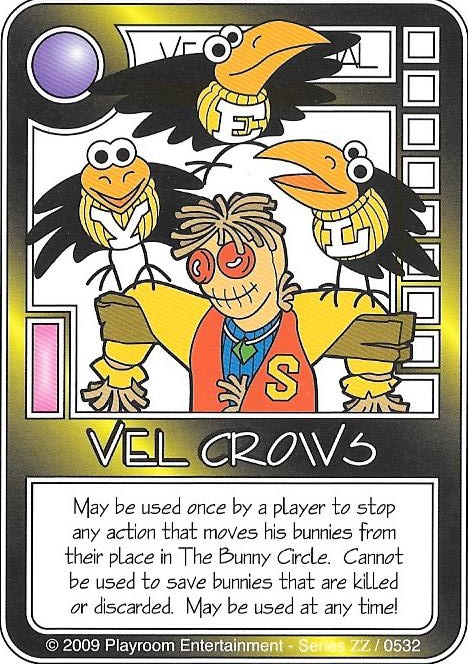 E
Y
L
S
VEL CROWS
May be used once by a player to stop
any action that moves his bunnies from
their place in The Bunny Circle. Cannot
be used to save bunnies that are killed
or discarded. May be used at any time!
© 2009 Playroom Entertainment - Series ZZ / 0532